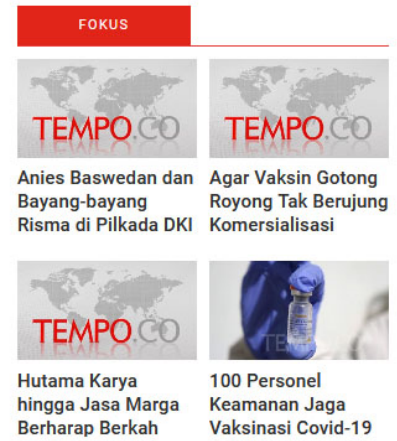 FOKUS
TEMPO.CO
TEMPO.CO
Anies Baswedan dan
Bayang-bayang
Risma di Pilkada DKI
Agar Vaksin Gotong
Royong Tak Berujung
Komersialisasi
TEMPO.CO
TEMPO
Hutama Karya
hingga Jasa Marga
Berharap Berkah
100 Personel
Keamanan Jaga
Vaksinasi Covid-19